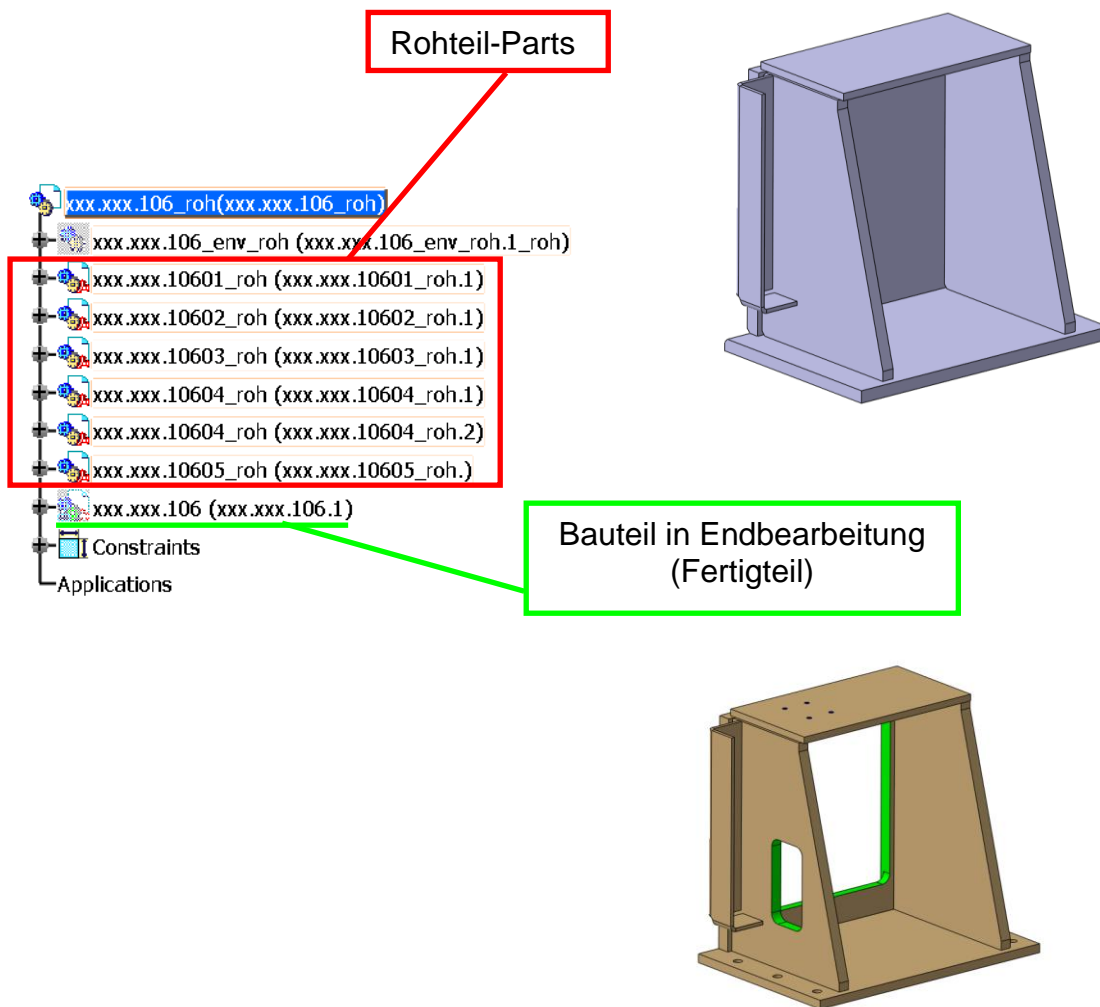 Rohteil-Parts
xxx.xxx.106_roh(xxx.xxx.106_roh)
xxx.xxx.106_env_roh (xxx.xxx.106_env_roh.1_roh)
xxx.xxx.10601_roh (xxx.xxx.10601_roh.1)
xxx.xxx.10602_roh (xxx.xxx.10602_roh.1)
xxx.xxx.10603_roh (xxx.xxx.10603_roh.1)
xxx.xxx.10604_roh (xxx.xxx.10604_roh.1)
xxx.xxx.10604_roh (xxx.xxx.10604_roh.2)
xxx.xxx.10605_roh (xxx.xxx.10605_roh.)
xxx.xxx.106 (xxx.xxx.106.1)
Constraints
Applications
Bauteil in Endbearbeitung
(Fertigteil)